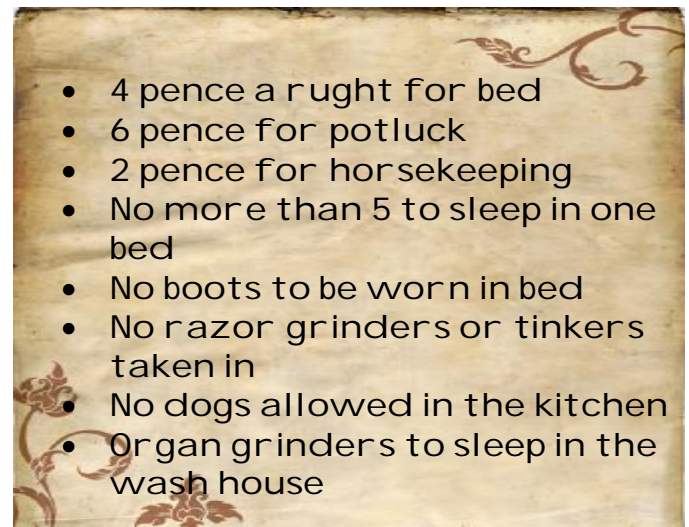 • 4 pence a rught for bed
• 6 pence for potluck
• 2 pence for horsekeeping
• No more than 5 to sleep in one
bed
• No boots to be worn in bed
• No razor grinders or tinkers
taken in
• No dogs allowed in the kitchen
• Organ grinders to sleep in the
wash house